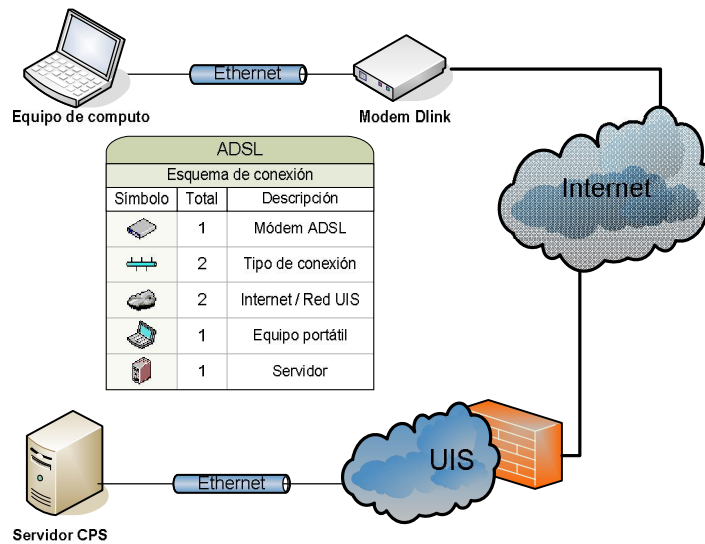 Ethernet
Equipo de computo
Modem Dlink
Internet
ADSL
Esquema de conexión
Símbolo Total Descripción
1 Módem ADSL
2 Tipo de conexión
2 Internet / Red UIS
1 Equipo portátil
1 Servidor
UIS
Ethernet
Servidor CPS